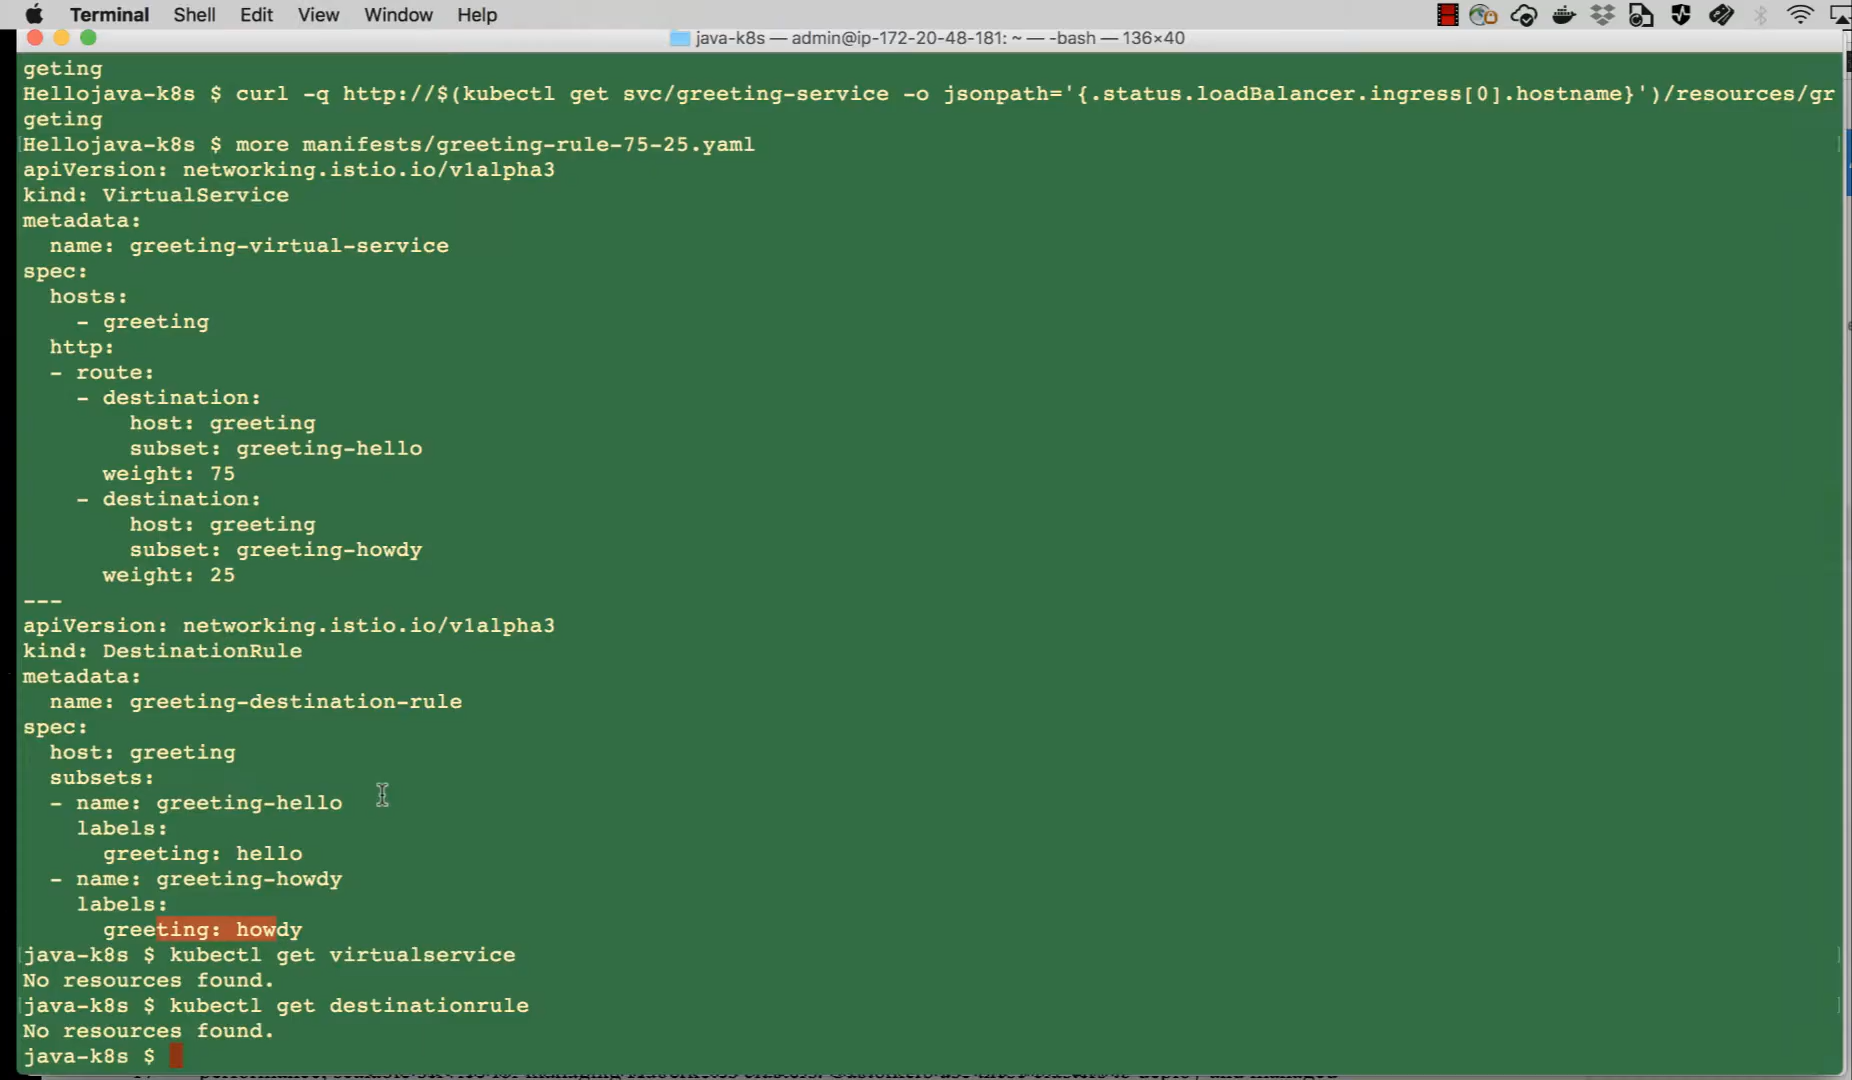 Terminal Shell Edit View Window Help
java-k8s — admin@ip-172-20-48-181: ~ — -bash — 136×40
geting
Hellojava-k8s $ curl -q http://$(kubectl get svc/greeting-service -o jsonpath='{.status.loadBalancer.ingress[0].hostname}')/resources/gr
geting
Hellojava-k8s $ more manifests/greeting-rule-75-25.yaml
apiVersion: networking.istio.io/v1alpha3
kind: VirtualService
metadata:
  name: greeting-virtual-service
spec:
  hosts:
    - greeting
  http:
  - route:
    - destination:
        host: greeting
        subset: greeting-hello
      weight: 75
    - destination:
        host: greeting
        subset: greeting-howdy
      weight: 25
---
apiVersion: networking.istio.io/v1alpha3
kind: DestinationRule
metadata:
  name: greeting-destination-rule
spec:
  host: greeting
  subsets:
  - name: greeting-hello
    labels:
      greeting: hello
  - name: greeting-howdy
    labels:
      greeting: howdy
java-k8s $ kubectl get virtualservice
No resources found.
java-k8s $ kubectl get destinationrule
No resources found.
java-k8s $